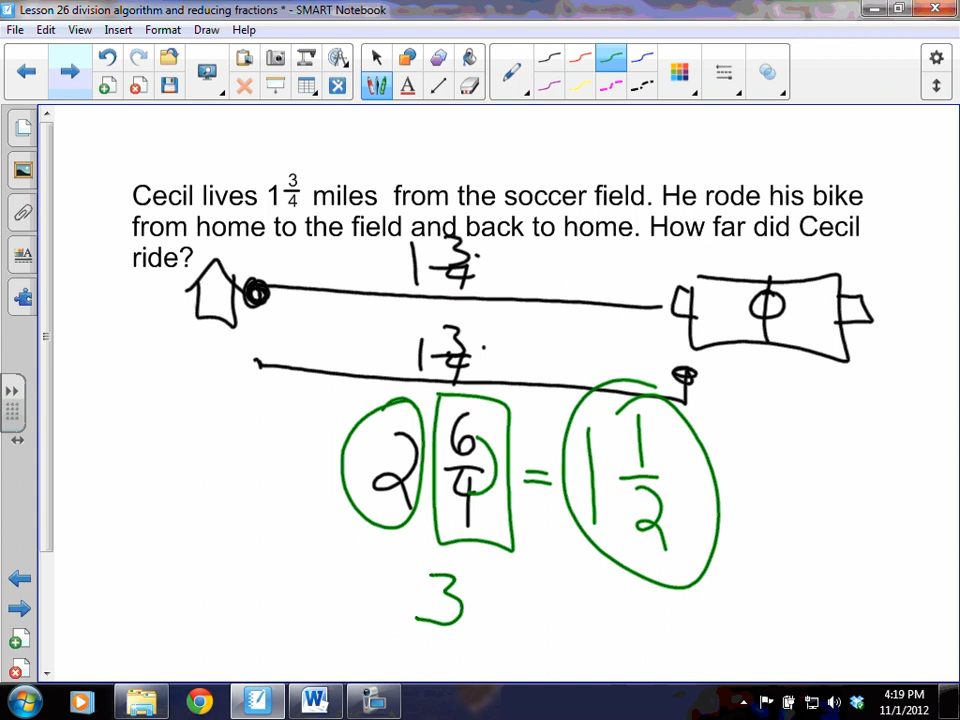 Lesson 26 division algorithm and reducing fractions * - SMART Notebook
File Edit View Insert Format Draw Help
Cecil lives 1 3/4 miles from the soccer field. He rode his bike
from home to the field and back to home. How far did Cecil
ride?
1 3/4
1 3/4
2 6/4 = 1 1/2
3
4:19 PM
11/1/2012